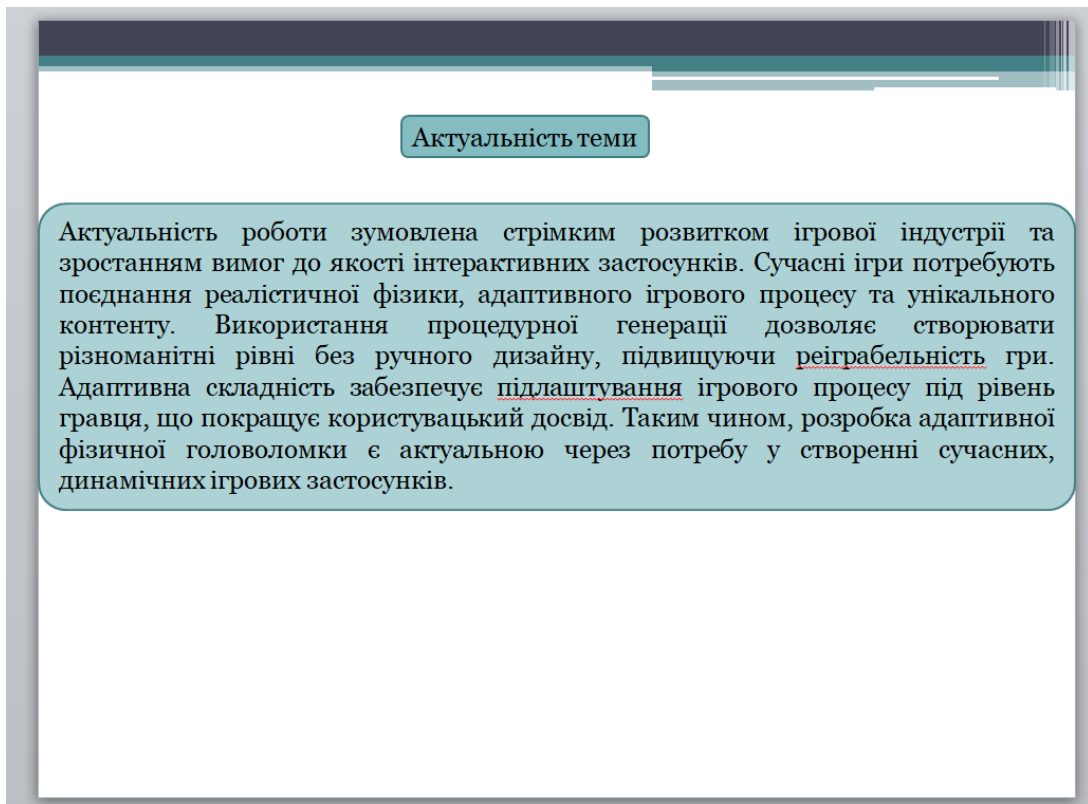 Актуальність теми
Актуальність роботи зумовлена стрімким розвитком ігрової індустрії та
зростанням вимог до якості інтерактивних застосунків. Сучасні ігри потребують
поєднання реалістичної фізики, адаптивного ігрового процесу та унікального
контенту. Використання процедурної генерації дозволяє створювати
різноманітні рівні без ручного дизайну, підвищуючи реіграбельність гри.
Адаптивна складність забезпечує підлаштування ігрового процесу під рівень
гравця, що покращує користувацький досвід. Таким чином, розробка адаптивної
фізичної головоломки є актуальною через потребу у створенні сучасних,
динамічних ігрових застосунків.